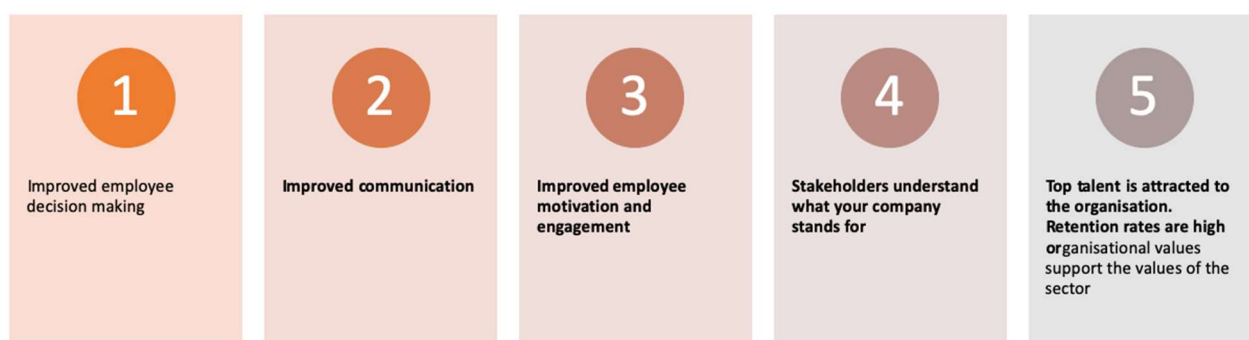 1
Improved employee
decision making
2
Improved communication
3
Improved employee
motivation and
engagement
4
Stakeholders understand
what your company
stands for
5
Top talent is attracted to
the organisation.
Retention rates are high
organisational values
support the values of the
sector